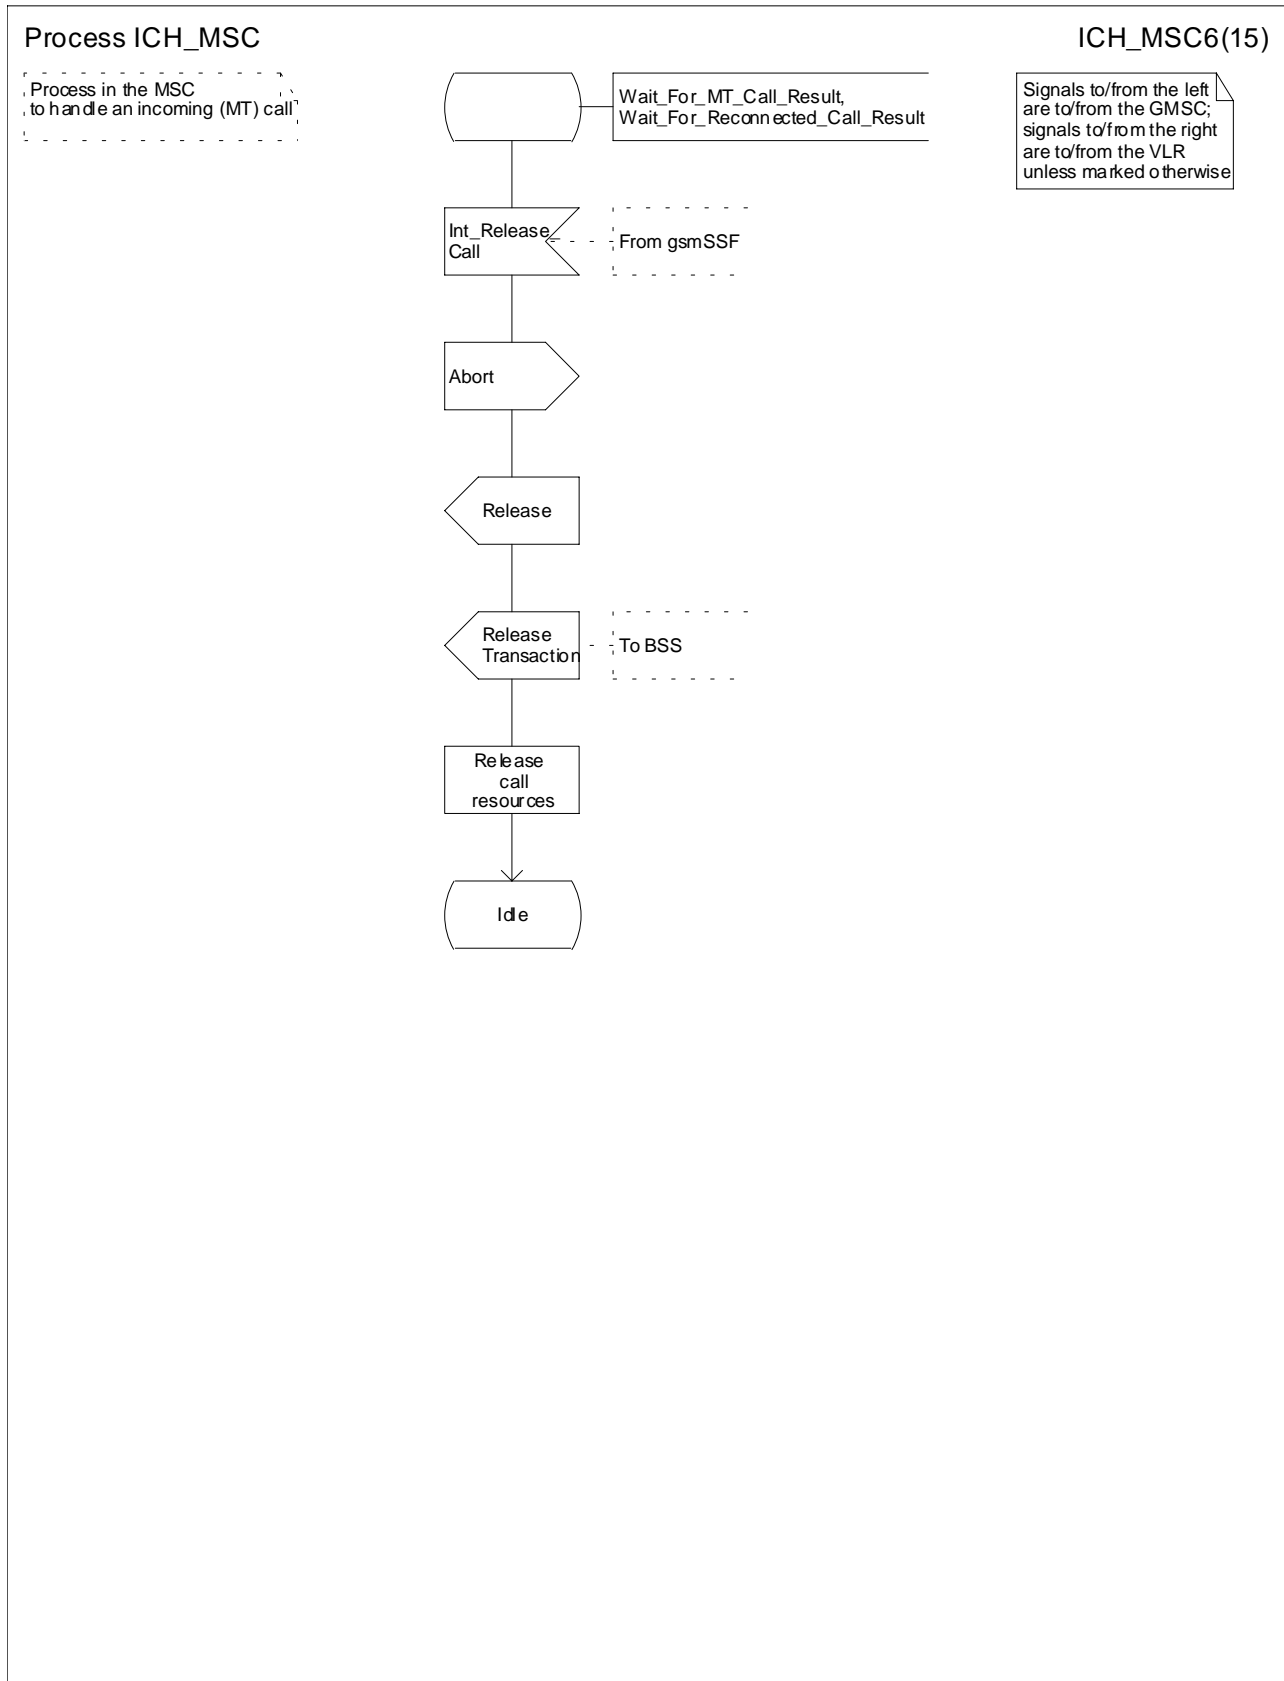 Process ICH_MSC
ICH_MSC6(15)
Process in the MSC
to handle an incoming (MT) call
Wait_For_MT_Call_Result,
Wait_For_Reconnected_Call_Result
Signals to/from the left
are to/from the GMSC;
signals to/from the right
are to/from the VLR
unless marked otherwise
Int_Release_
Call
From gsmSSF
Abort
Release
Release
Transaction
To BSS
Release
call
resources
Idle